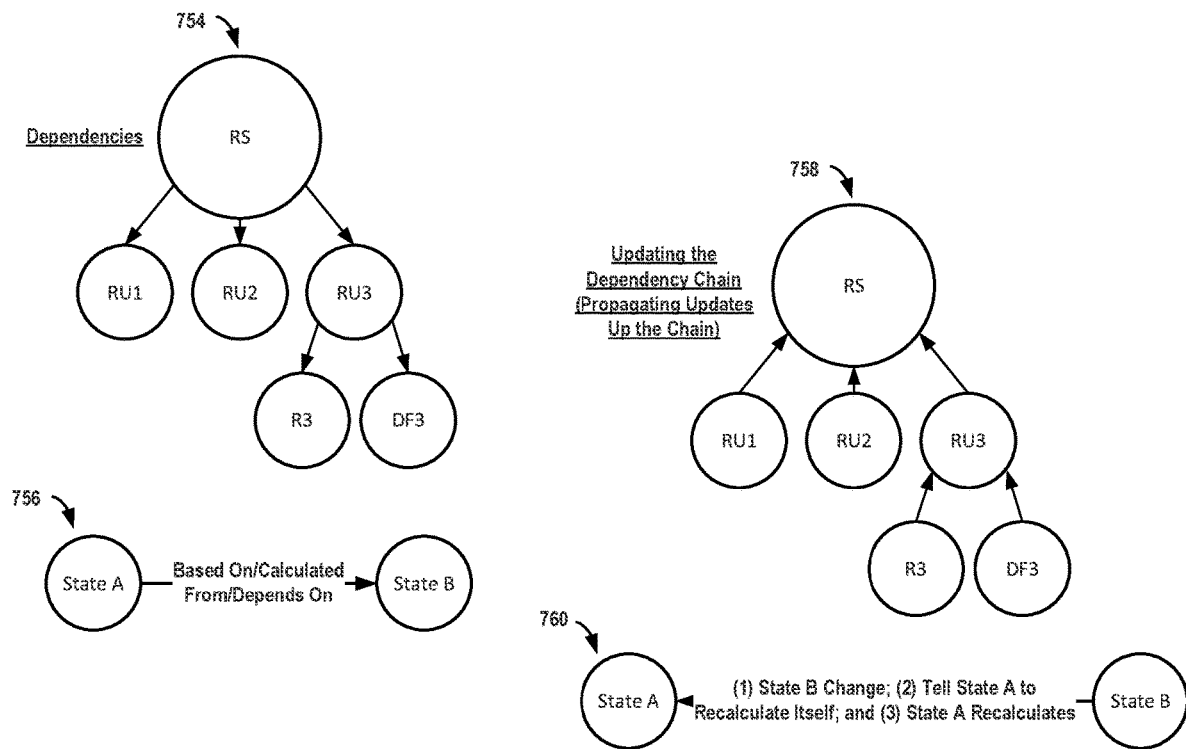 754
Dependencies
RS
RU1
RU2
RU3
R3
DF3
756
State A
Based On/Calculated
From/Depends On
State B
758
Updating the
Dependency Chain
(Propagating Updates
Up the Chain)
RS
RU1
RU2
RU3
R3
DF3
760
State A
(1) State B Change; (2) Tell State A to
Recalculate Itself; and (3) State A Recalculates
State B